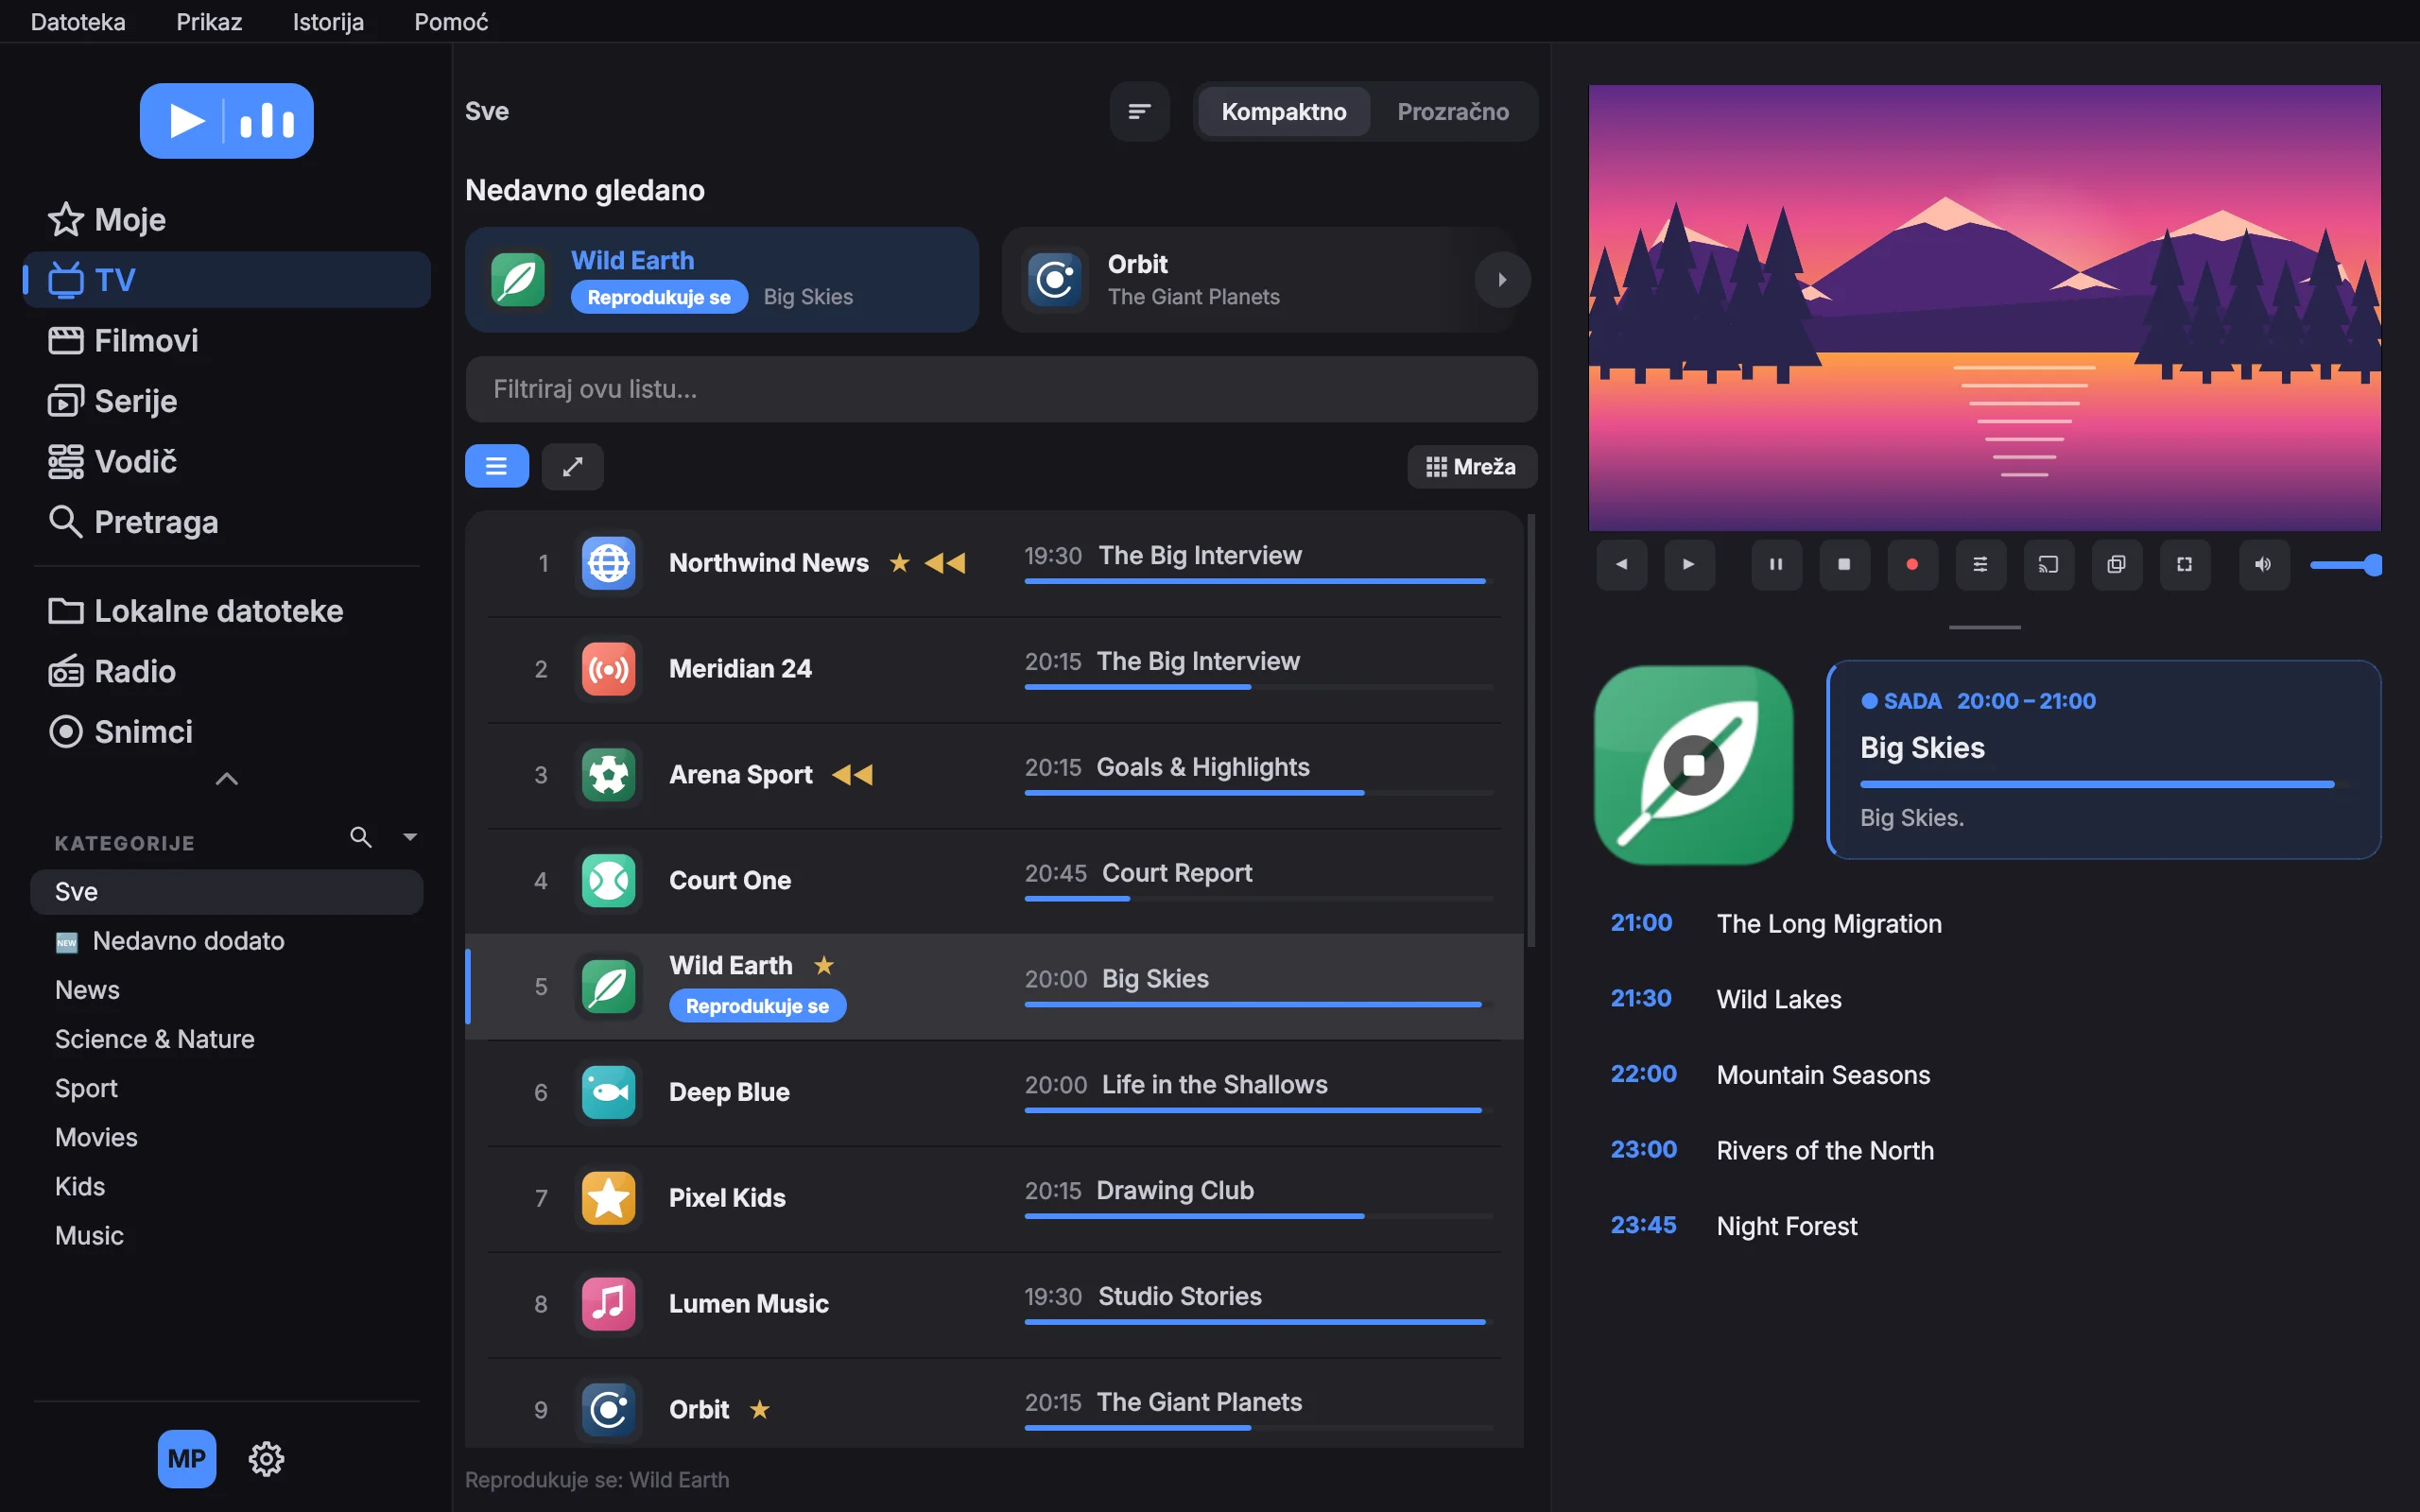 Datoteka Prikaz Istorija Pomoć
Moje
TV
Filmovi
Serije
Vodič
Pretraga
Lokalne datoteke
Radio
Snimci
KATEGORIJE
Sve
NEW Nedavno dodato
News
Science & Nature
Sport
Movies
Kids
Music
MP
Sve
Kompaktno Prozračno
Nedavno gledano
Wild Earth
Reprodukuje se Big Skies
Orbit
The Giant Planets
Filtriraj ovu listu...
Mreža
1 Northwind News 19:30 The Big Interview
2 Meridian 24 20:15 The Big Interview
3 Arena Sport 20:15 Goals & Highlights
4 Court One 20:45 Court Report
5 Wild Earth 20:00 Big Skies
Reprodukuje se
6 Deep Blue 20:00 Life in the Shallows
7 Pixel Kids 20:15 Drawing Club
8 Lumen Music 19:30 Studio Stories
9 Orbit 20:15 The Giant Planets
Reprodukuje se: Wild Earth
SADA 20:00 – 21:00
Big Skies
Big Skies.
21:00 The Long Migration
21:30 Wild Lakes
22:00 Mountain Seasons
23:00 Rivers of the North
23:45 Night Forest